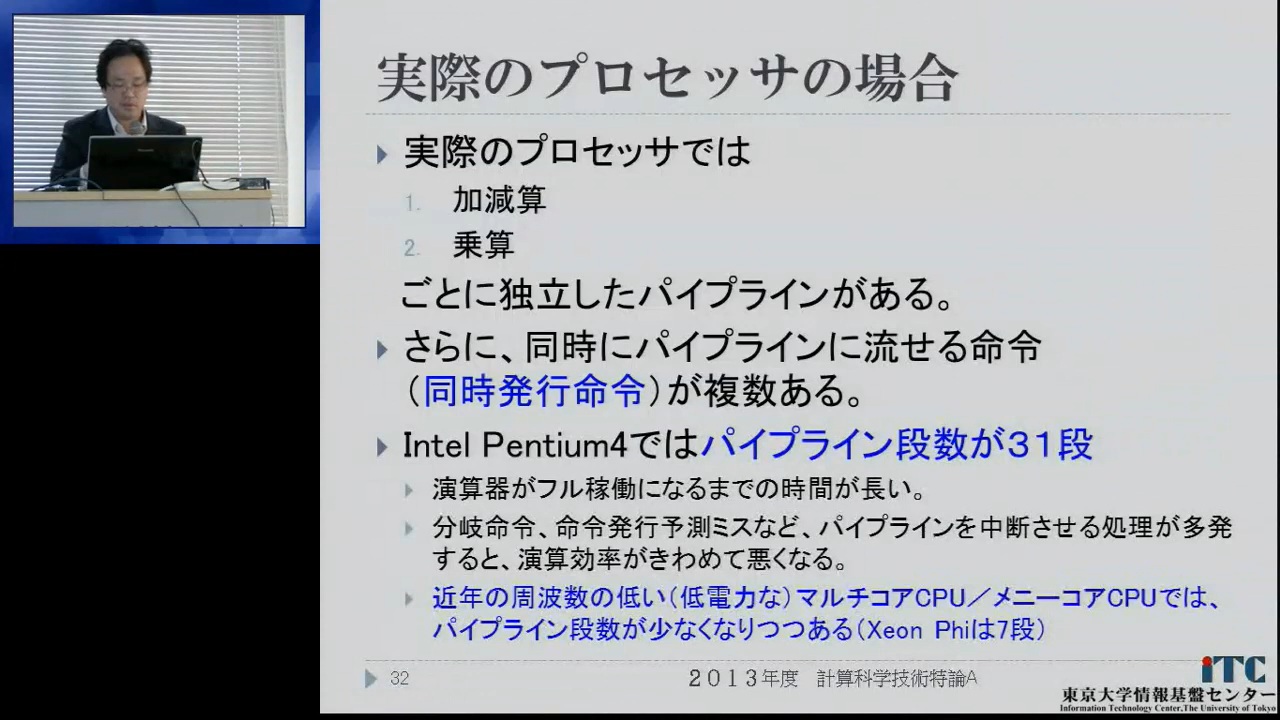 実際のプロセッサの場合
実際のプロセッサでは
1. 加減算
2. 乗算
ごとに独立したパイプラインがある。
さらに、同時にパイプラインに流せる命令
（同時発行命令）が複数ある。
Intel Pentium4ではパイプライン段数が３１段
演算器がフル稼働になるまでの時間が長い。
分岐命令、命令発行予測ミスなど、パイプラインを中断させる処理が多発
すると、演算効率がきわめて悪くなる。
近年の周波数の低い（低電力な）マルチコアCPU／メニーコアCPUでは、
パイプライン段数が少なくなりつつある（Xeon Phiは7段）
32
２０１３年度　計算科学技術特論A
iTC
東京大学情報基盤センター
Information Technology Center,The University of Tokyo